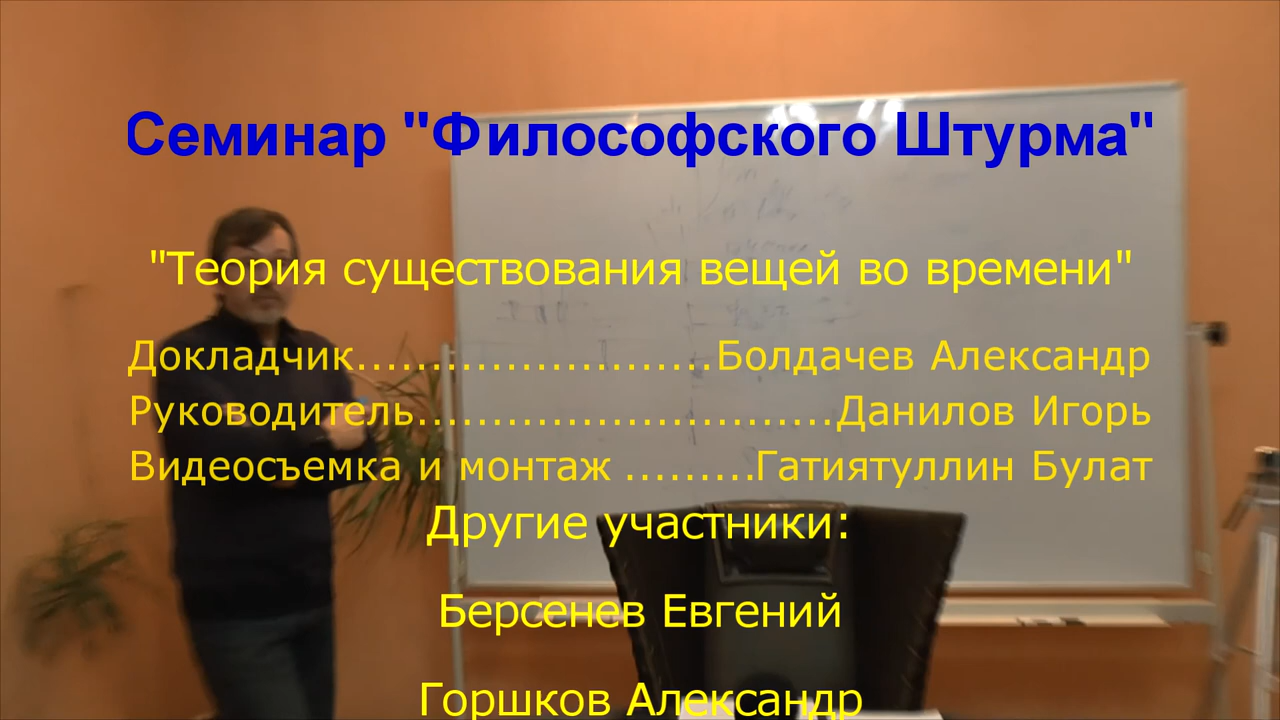 Семинар "Философского Штурма"
"Теория существования вещей во времени"
Докладчик........................Болдачев Александр
Руководитель............................Данилов Игорь
Видеосъемка и монтаж .........Гатиятуллин Булат
Другие участники:
Берсенев Евгений
Горшков Александр